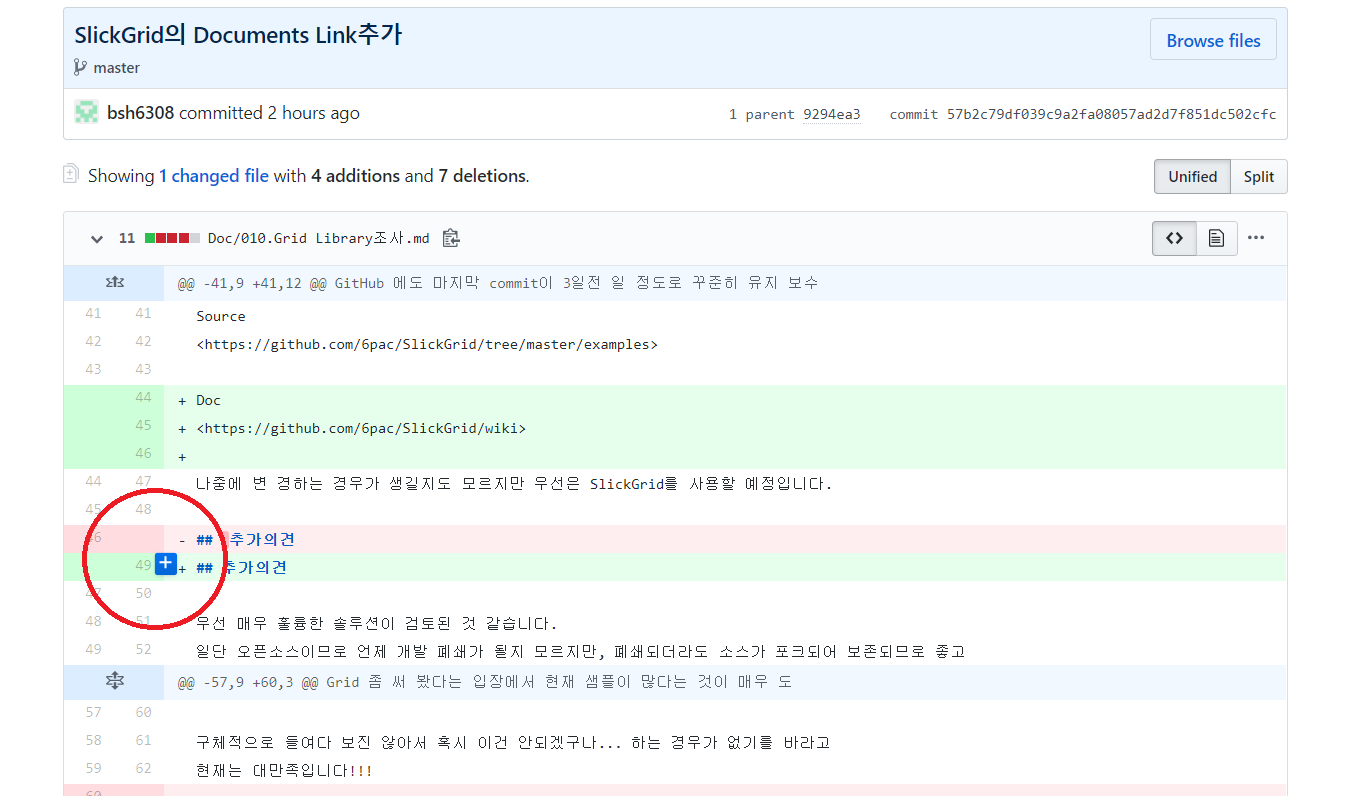 SlickGrid의 Documents Link추가
Browse files
master
bsh6308 committed 2 hours ago
1 parent 9294ea3 commit 57b2c79df039c9a2fa08057ad2d7f851dc502cfc
Showing 1 changed file with 4 additions and 7 deletions.
Unified Split
11 Doc/010.Grid Library조사.md
@@ -41,9 +41,12 @@ GitHub 에도 마지막 commit이 3일전 일 정도로 꾸준히 유지 보수
41 41 Source
42 42 <https://github.com/6pac/SlickGrid/tree/master/examples>
43 43
44 + Doc
45 + <https://github.com/6pac/SlickGrid/wiki>
46 +
44 47 나중에 변 경하는 경우가 생길지도 모르지만 우선은 SlickGrid를 사용할 예정입니다.
45 48
46 - ## 추가의견
49 + ## 추가의견
47 50
48 51 우선 매우 훌륭한 솔루션이 검토된 것 같습니다.
49 52 일단 오픈소스이므로 언제 개발 폐쇄가 될지 모르지만, 폐쇄되더라도 소스가 포크되어 보존되므로 좋고
@@ -57,9 +60,3 @@ Grid 좀 써 봤다는 입장에서 현재 샘플이 많다는 것이 매우 도
57 60
58 61 구체적으로 들여다 보진 않아서 혹시 이건 안되겠구나... 하는 경우가 없기를 바라고
59 62 현재는 대만족입니다!!!
60